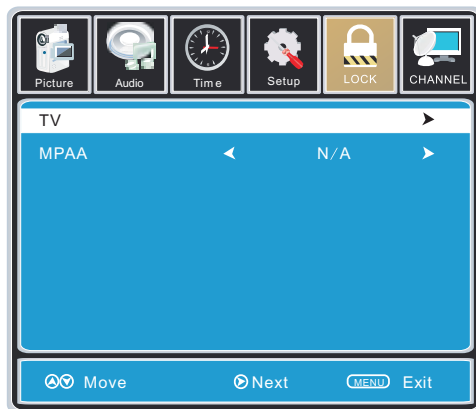 Picture Audio Time Setup LOCK CHANNEL
TV
MPAA N/A
Move Next MENU Exit